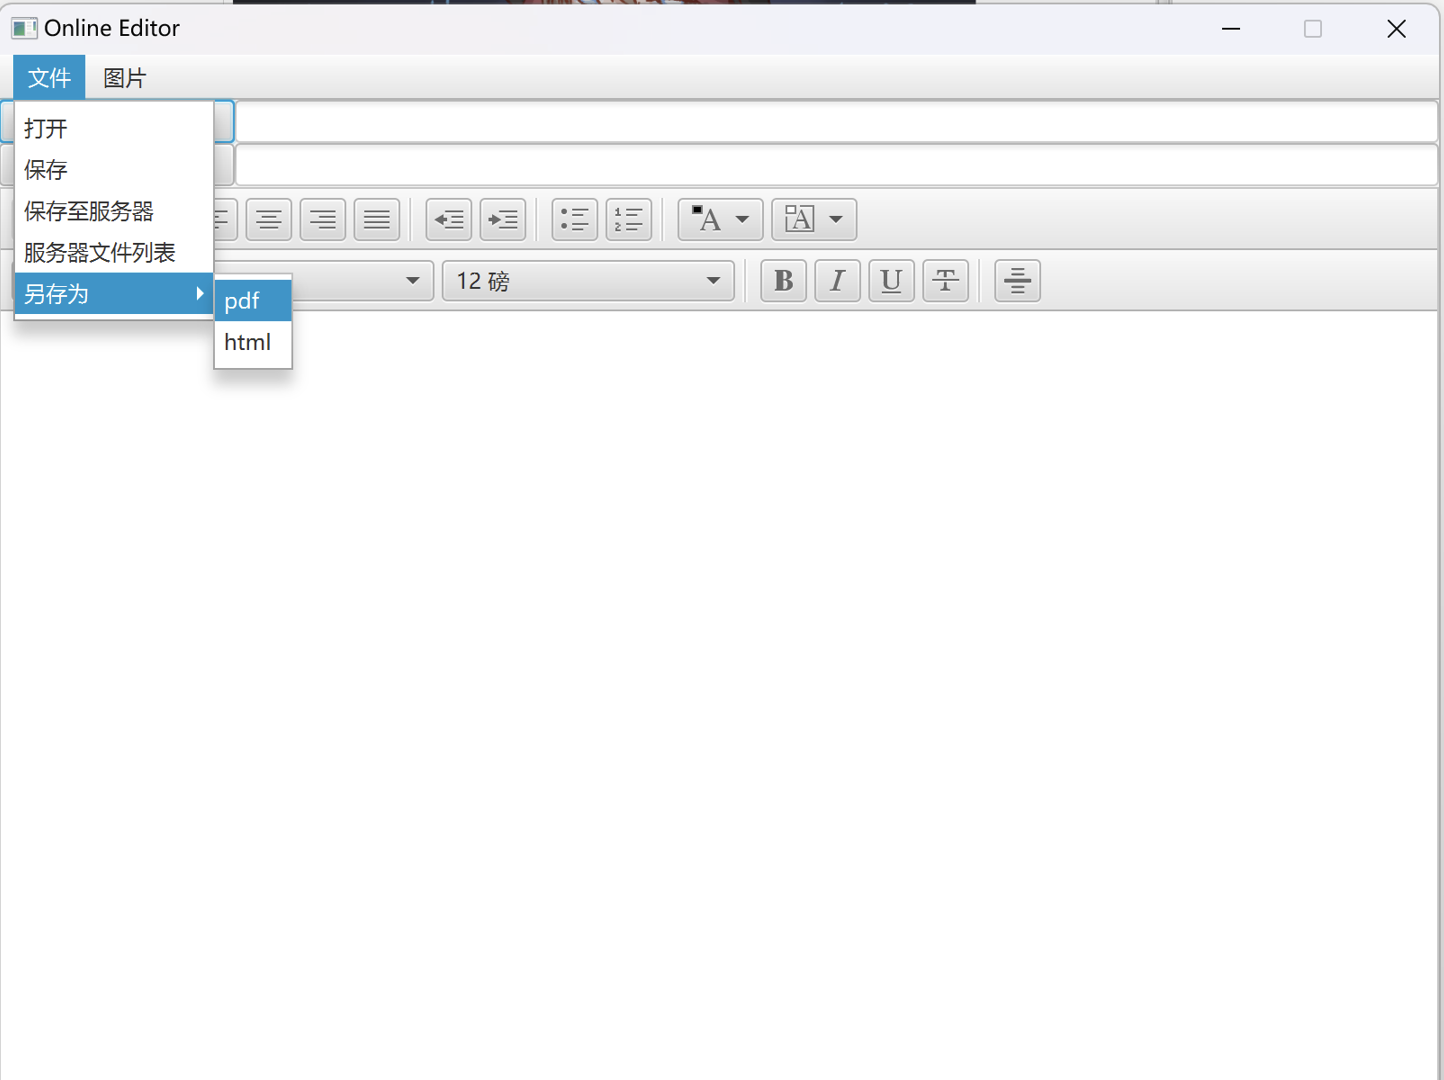 Online Editor
文件 图片
打开
保存
保存至服务器
服务器文件列表
另存为
pdf
html
12 磅
B I U T